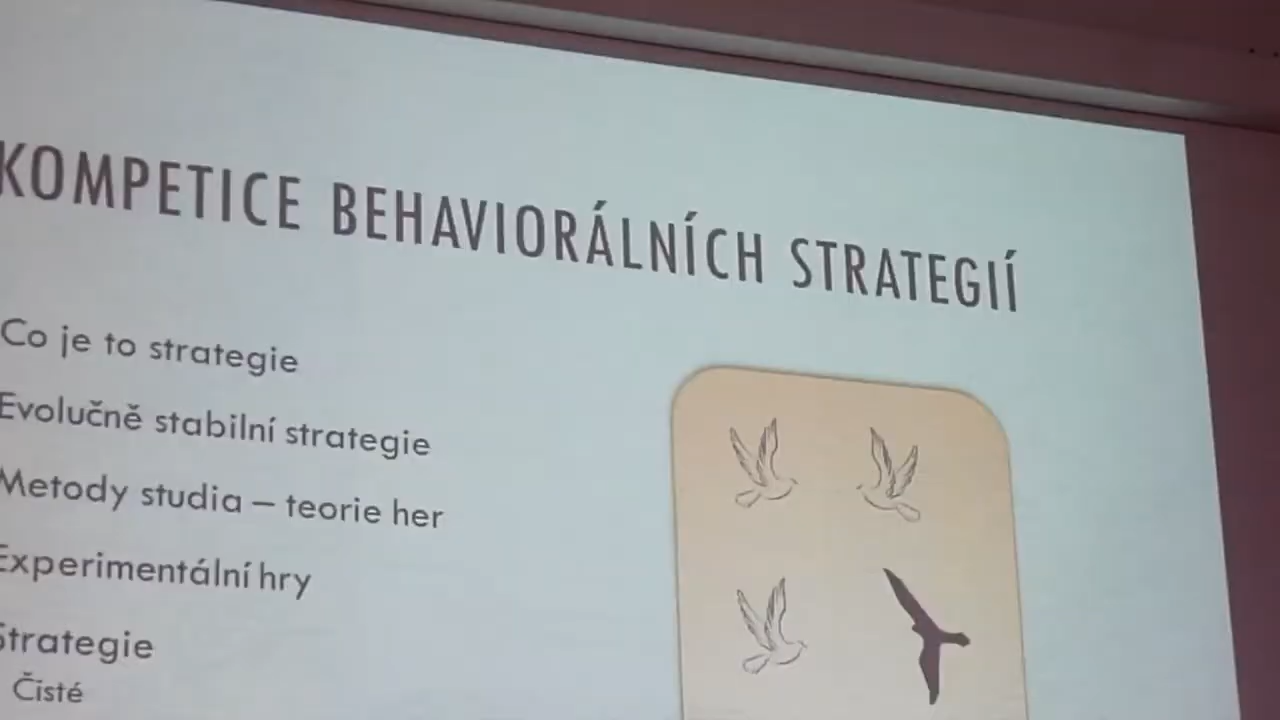 KOMPETICE BEHAVIORÁLNÍCH STRATEGIÍ
Co je to strategie
Evolučně stabilní strategie
Metody studia – teorie her
Experimentální hry
Strategie
Čisté